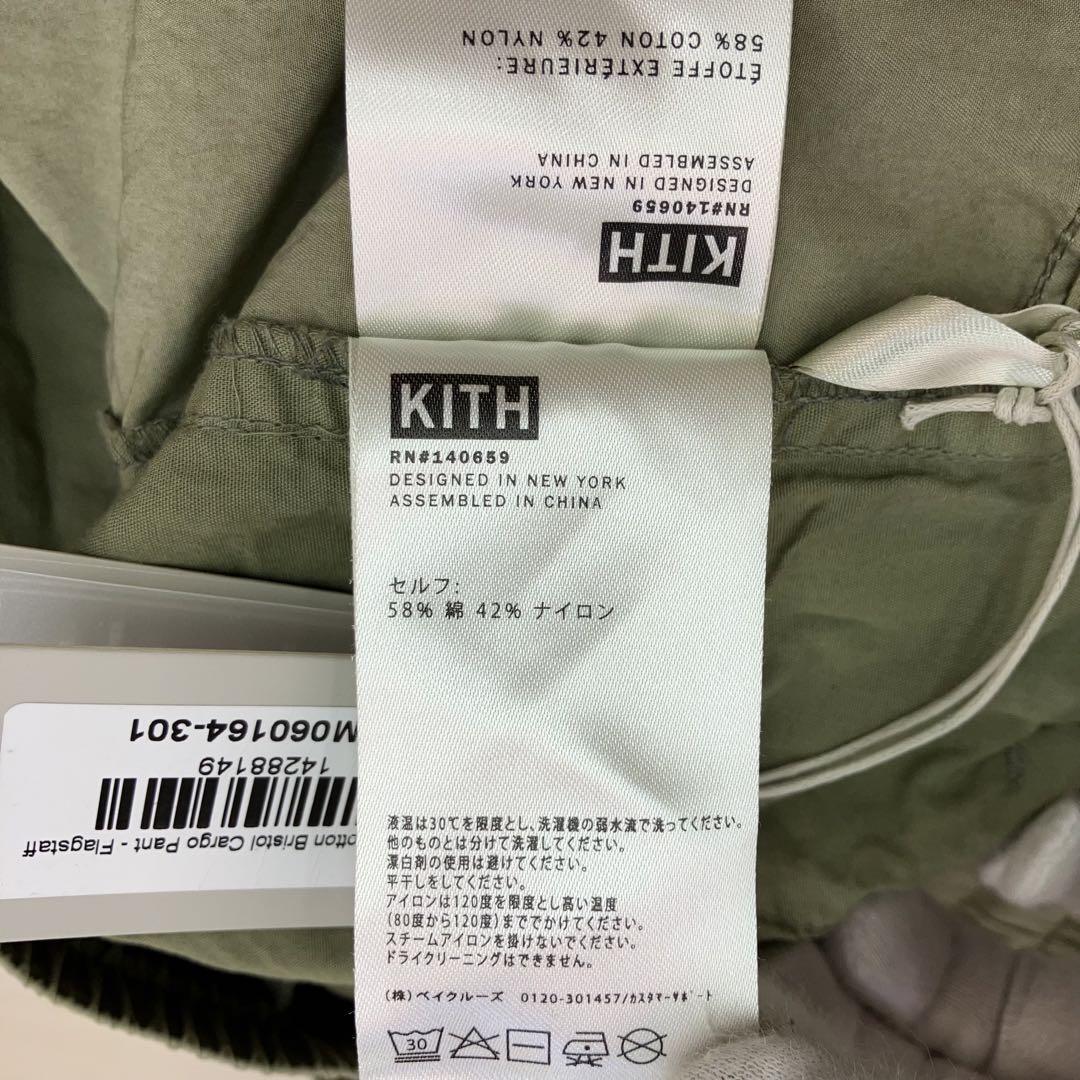 ÉTOFFE EXTÉRIEURE:
58% COTON 42% NYLON
KITH
RN#140659
DESIGNED IN NEW YORK
ASSEMBLED IN CHINA
KITH
RN#140659
DESIGNED IN NEW YORK
ASSEMBLED IN CHINA
セルフ:
58% 綿 42% ナイロン
液温は30てを限度とし、洗濯機の弱水流で洗ってください。
他のものとは分けて洗濯してください。
漂白剤の使用は避けてください。
平干しをしてください。
アイロンは120度を限度とし高い温度
(80度から120度)まででかけてください。
スチームアイロンを掛けないでください。
ドライクリーニングはできません。
(株)ベイクルーズ 0120-301457/カスタマーサポート
30
otton Bristol Cargo Pant - Flagstaff
14288149
M060164-301